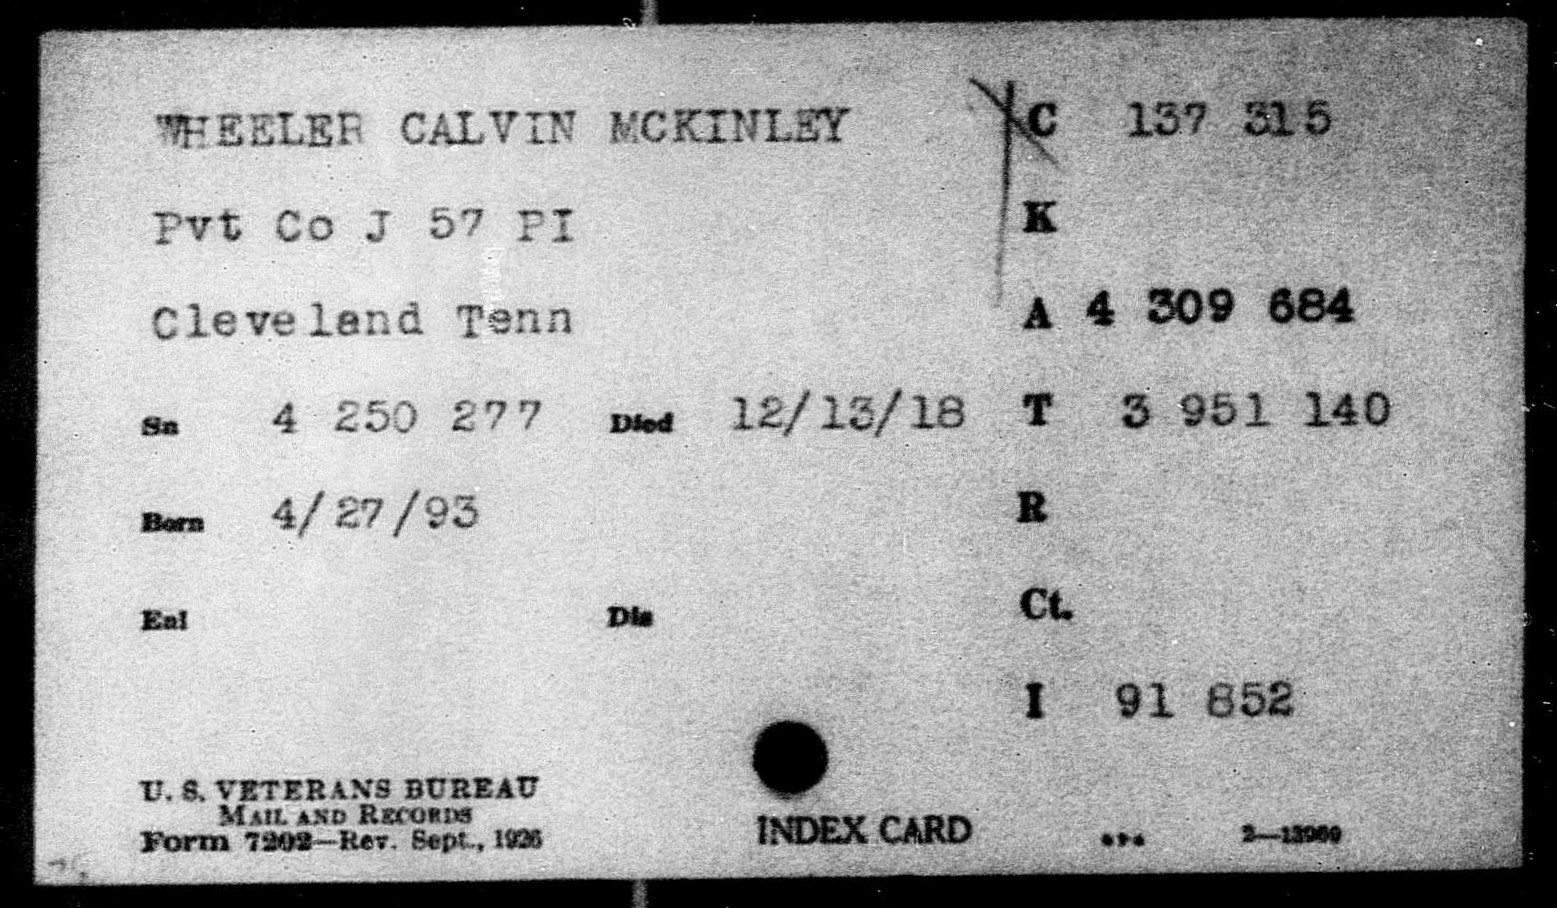 WHEELER CALVIN MCKINLEY C 137 315
Pvt Co J 57 PI K
Cleveland Tenn A 4 309 684
Sn 4 250 277 Died 12/13/18 T 3 951 140
Born 4/27/93 R
Enl Dis Ct.
I 91 852
U. S. VETERANS BUREAU
MAIL AND RECORDS
Form 7202—Rev. Sept., 1926 INDEX CARD